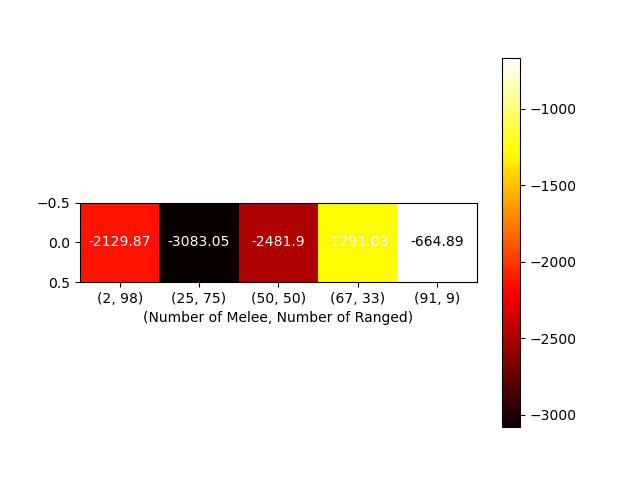 −0.5
0.0
0.5
-2129.87 -3083.05 -2481.9 -1291.03 -664.89
(2, 98) (25, 75) (50, 50) (67, 33) (91, 9)
(Number of Melee, Number of Ranged)
−1000
−1500
−2000
−2500
−3000